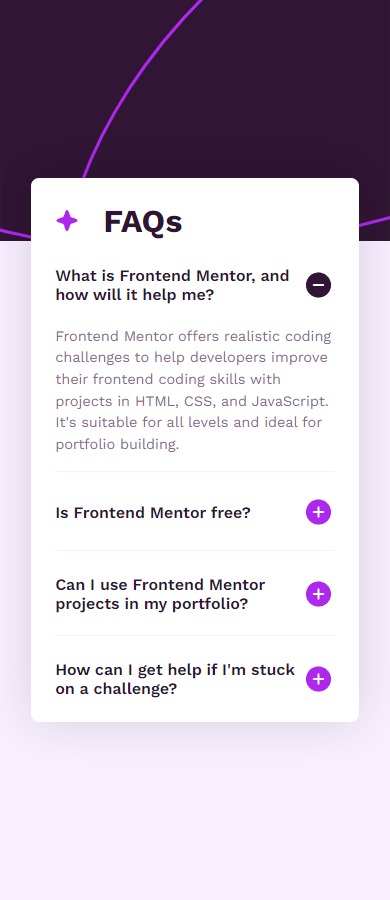 FAQs
What is Frontend Mentor, and
how will it help me?
Frontend Mentor offers realistic coding
challenges to help developers improve
their frontend coding skills with
projects in HTML, CSS, and JavaScript.
It's suitable for all levels and ideal for
portfolio building.
Is Frontend Mentor free?
Can I use Frontend Mentor
projects in my portfolio?
How can I get help if I'm stuck
on a challenge?